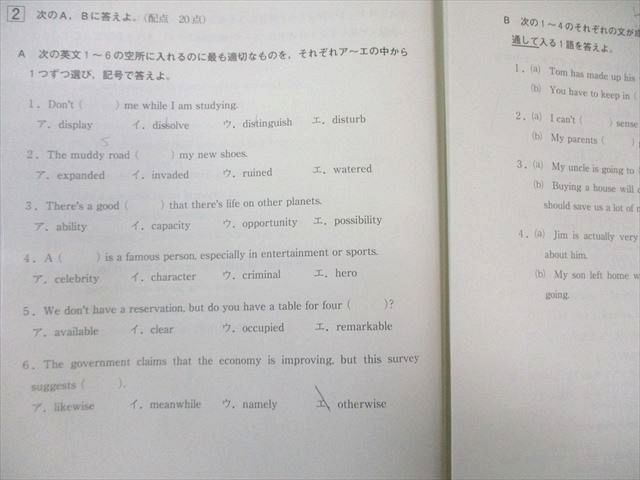 2 次のA，Bに答えよ。(配点 20点)
A 次の英文1〜6の空所に入れるのに最も適切なものを，それぞれア〜エの中から
1つずつ選び，記号で答えよ。
1．Don't ( ) me while I am studying.
ア．display イ．dissolve ウ．distinguish エ．disturb
2．The muddy road ( ) my new shoes.
ア．expanded イ．invaded ウ．ruined エ．watered
3．There's a good ( ) that there's life on other planets.
ア．ability イ．capacity ウ．opportunity エ．possibility
4．A ( ) is a famous person, especially in entertainment or sports.
ア．celebrity イ．character ウ．criminal エ．hero
5．We don't have a reservation, but do you have a table for four ( )?
ア．available イ．clear ウ．occupied エ．remarkable
6．The government claims that the economy is improving, but this survey
suggests ( ).
ア．likewise イ．meanwhile ウ．namely エ．otherwise
B 次の1〜4のそれぞれの文が
通して入る1語を答えよ。
1．(a) Tom has made up his
(b) You have to keep in (
2．(a) I can't ( ) sense
(b) My parents ( )
3．(a) My uncle is going to (
(b) Buying a house will
should save us a lot of
4．(a) Jim is actually very
about him.
(b) My son left home w
going.